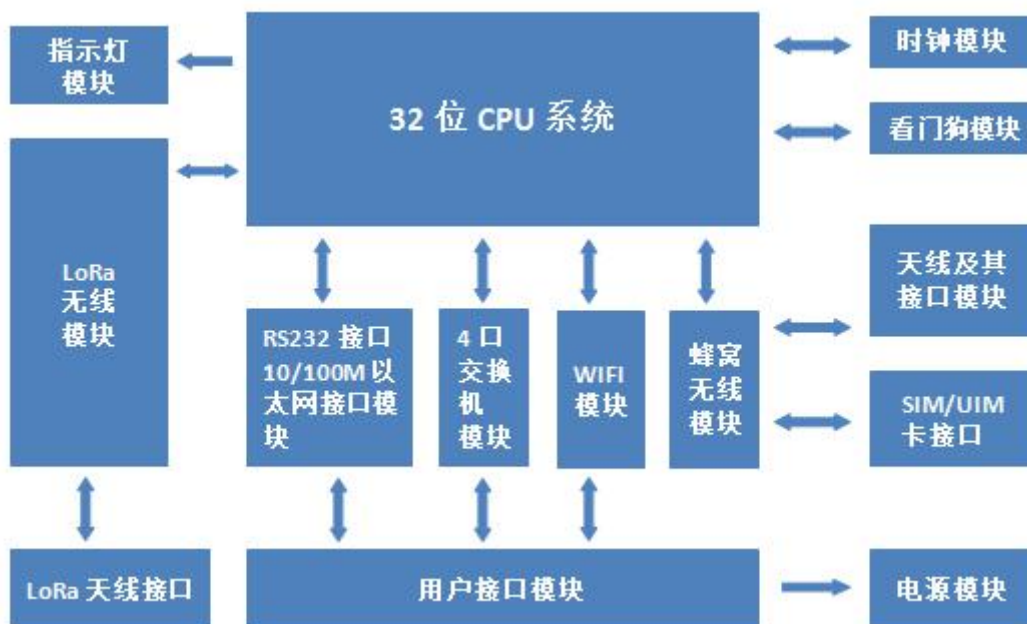 指示灯
模块
32 位 CPU 系统
时钟模块
看门狗模块
LoRa
无线
模块
天线及其
接口模块
RS232 接口
10/100M 以
太网接口模
块
4 口
交换
机
模块
WIFI
模块
蜂窝
无线
模块
SIM/UIM
卡接口
LoRa 天线接口
用户接口模块
电源模块